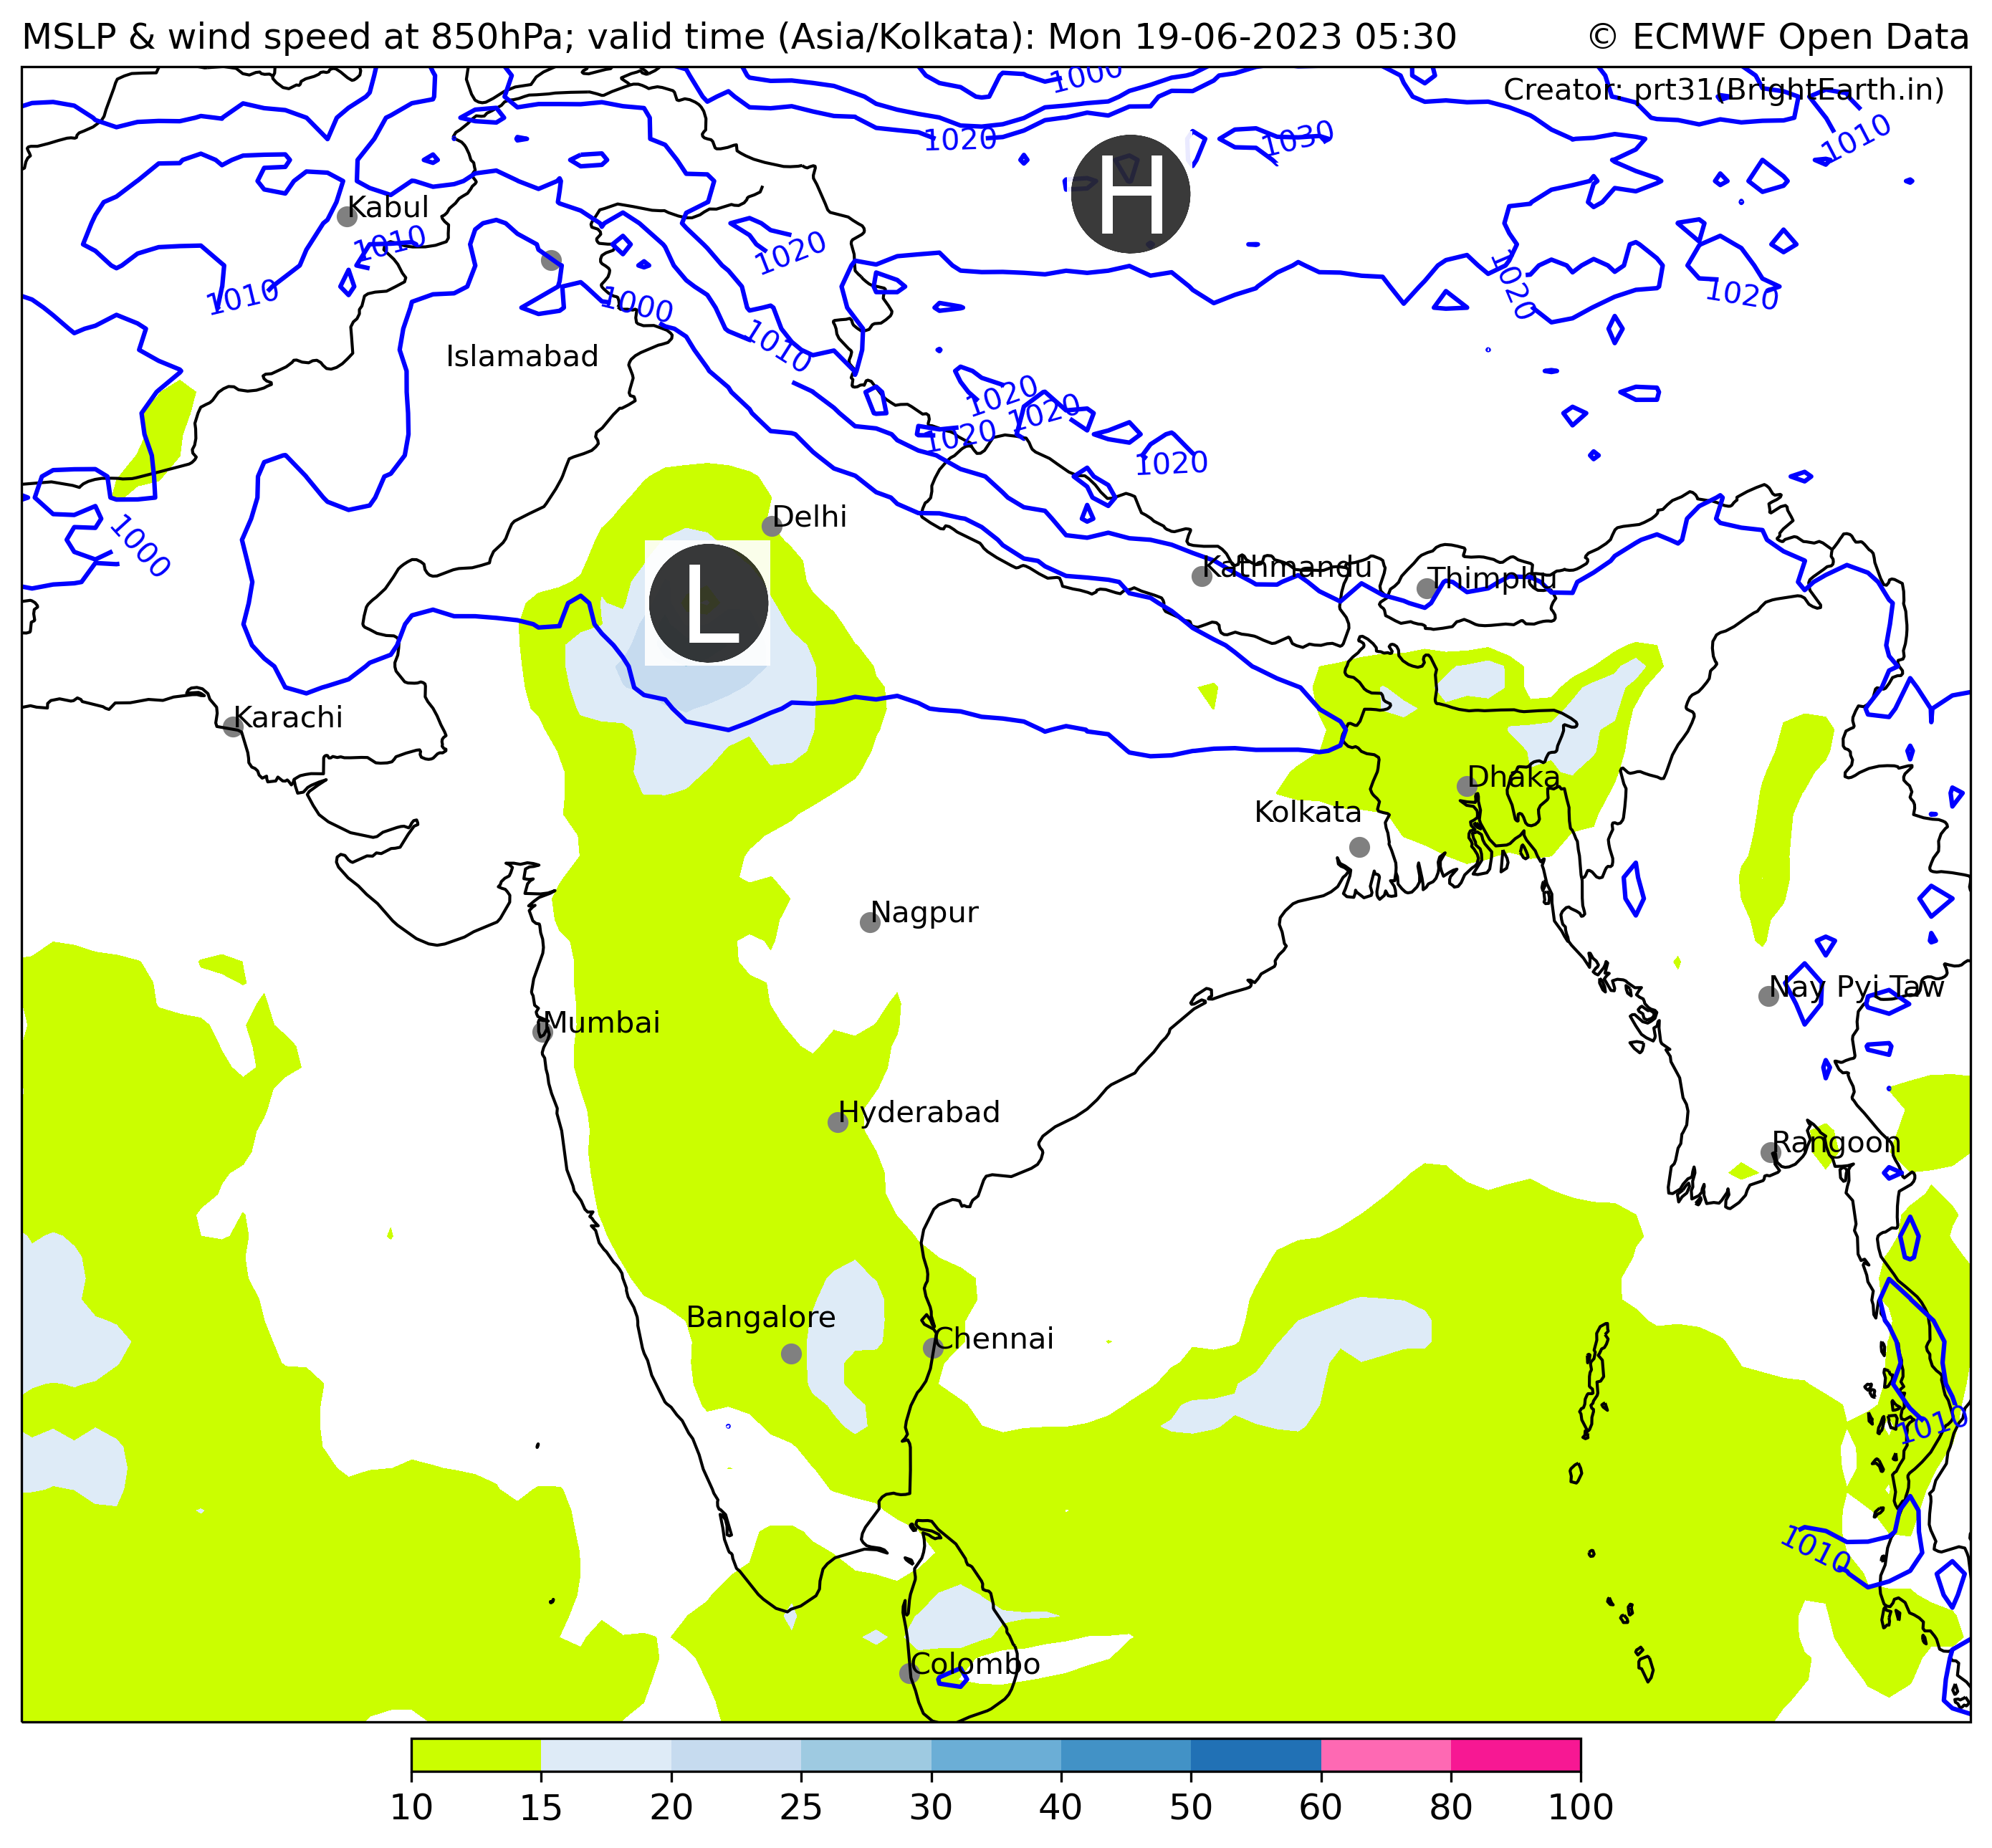 MSLP & wind speed at 850hPa; valid time (Asia/Kolkata): Mon 19-06-2023 05:30 © ECMWF Open Data
Creator: prt31(BrightEarth.in)
1000
1020
H
1030
1010
Kabul
1010
1020
1010
1000
1020
1020
1010
Islamabad
1020
1020
1020
1020
1000
Delhi
L
Kathmandu
Thimphu
Karachi
Dhaka
Kolkata
Nagpur
Nay Pyi Taw
Mumbai
Hyderabad
Rangoon
Bangalore
Chennai
1010
1010
Colombo
10 15 20 25 30 40 50 60 80 100